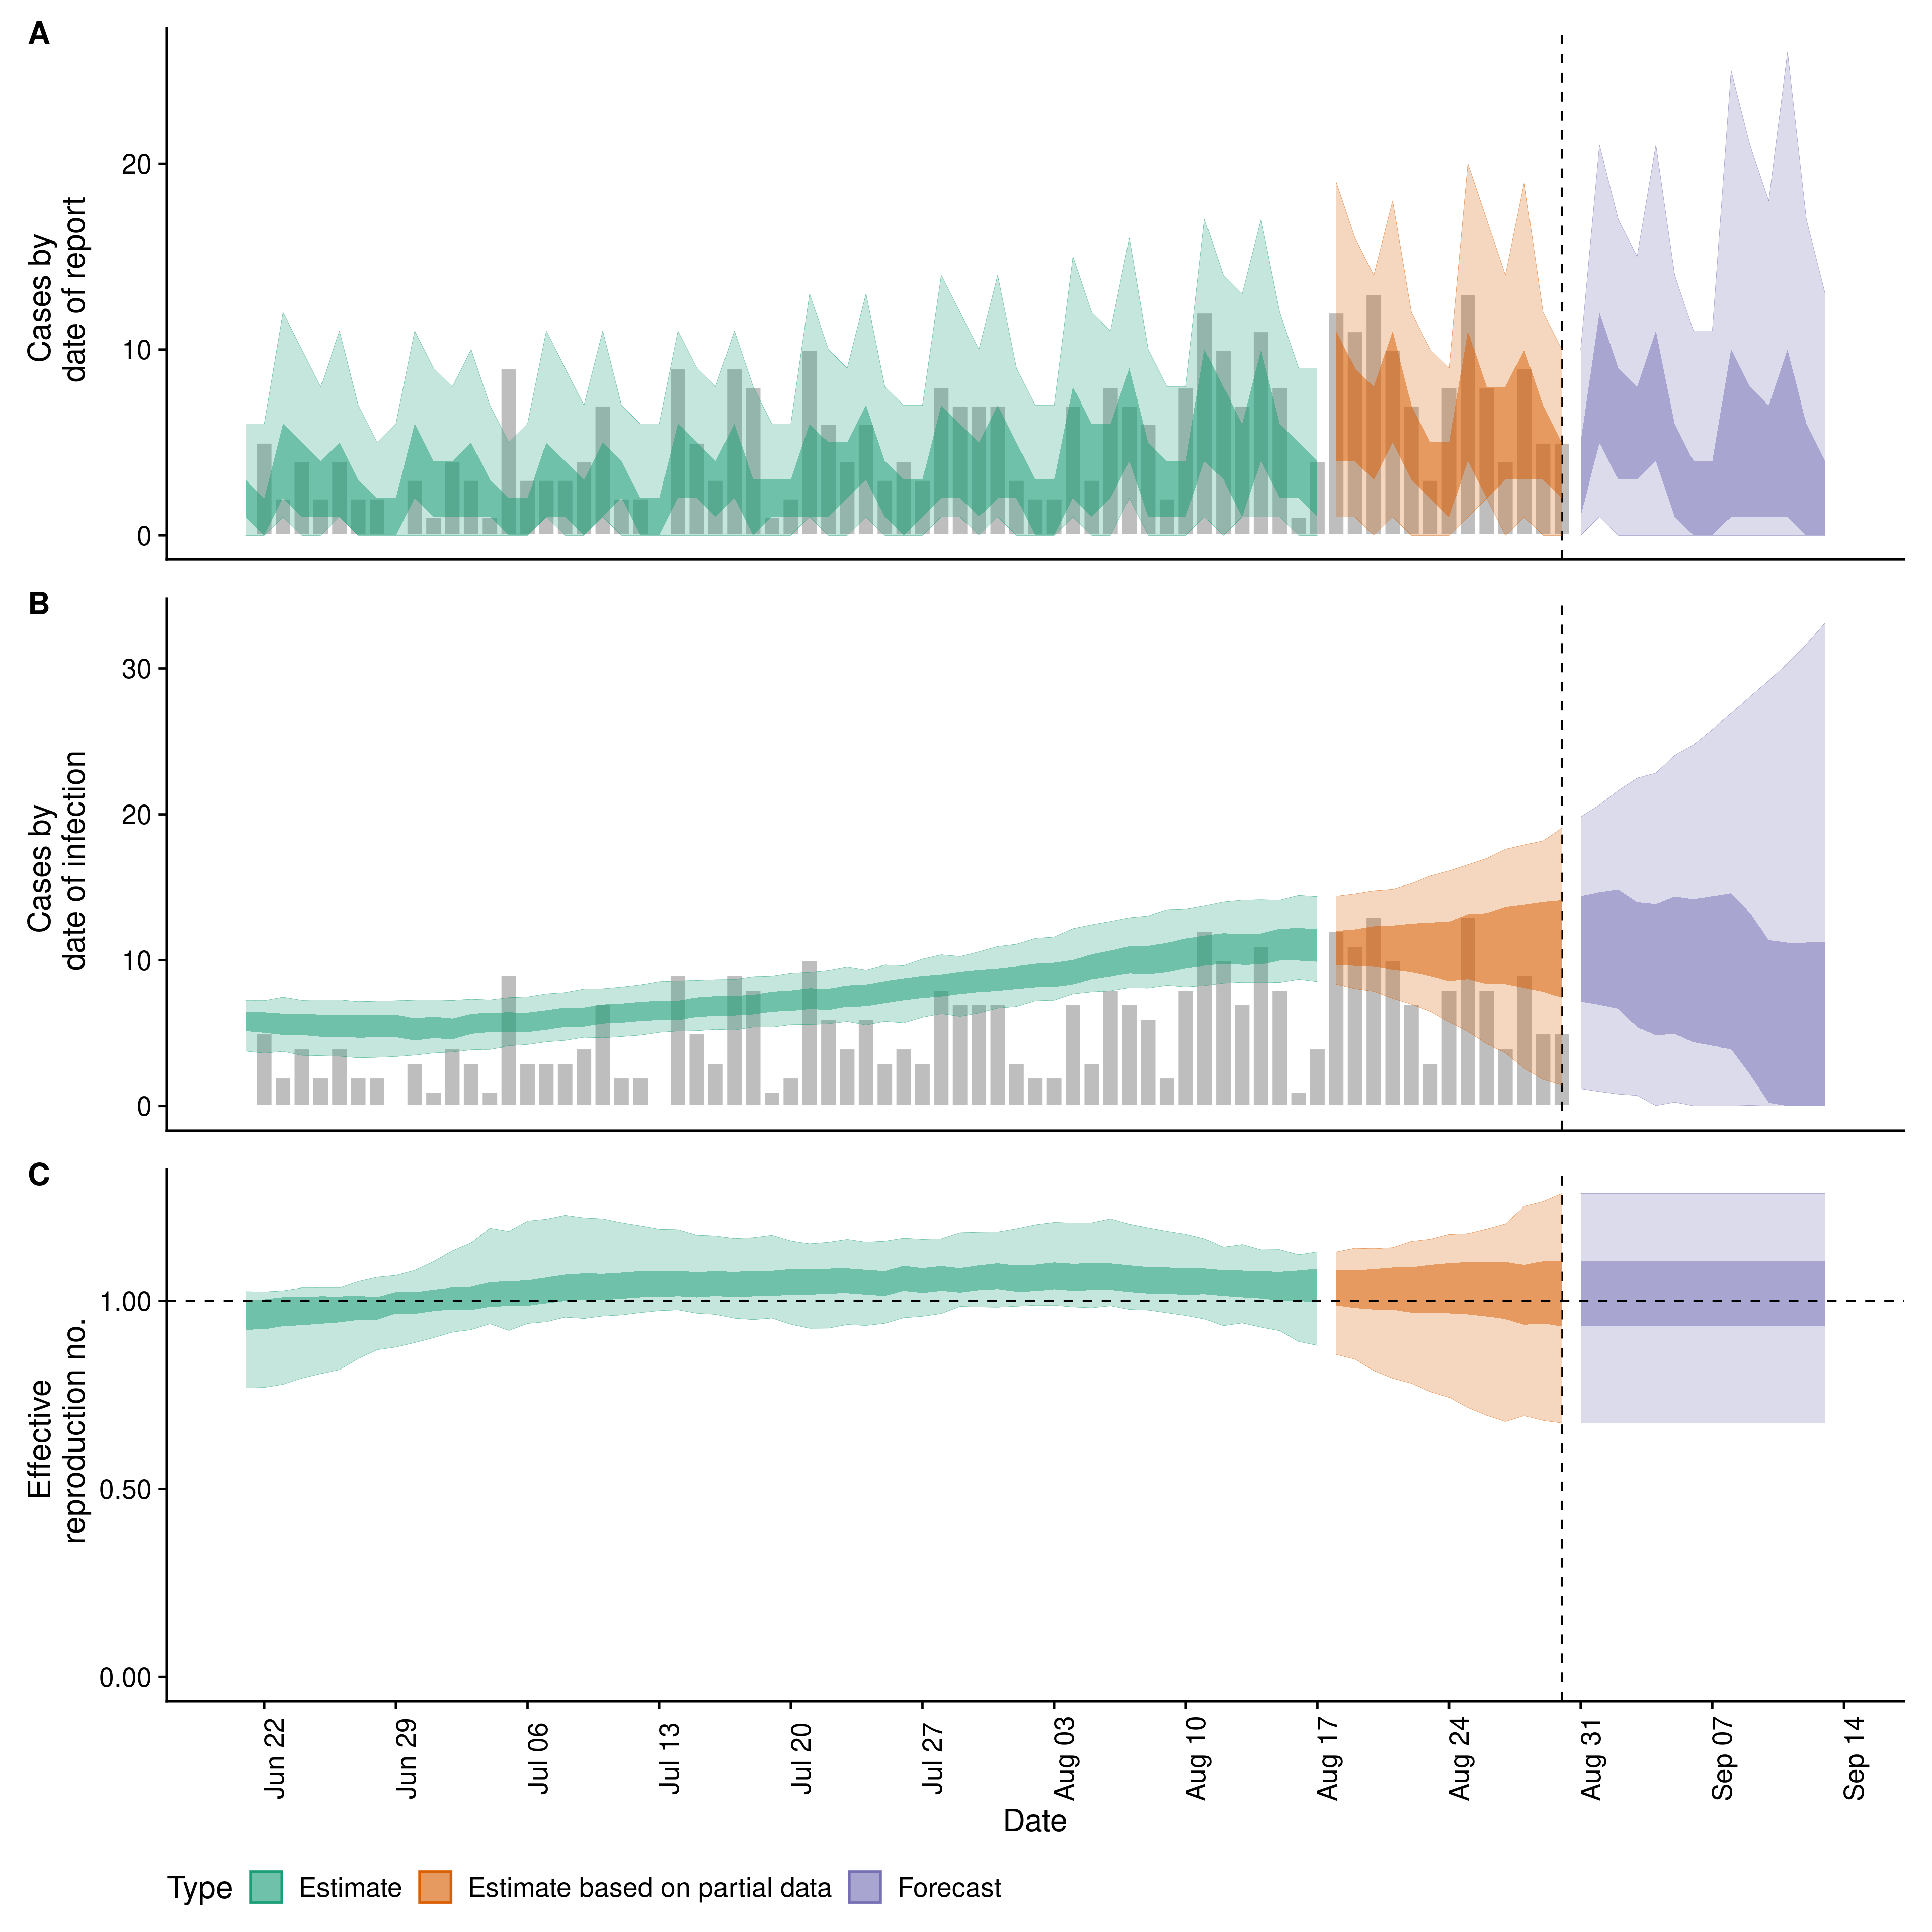 A
Cases by
date of report
20
10
0
B
Cases by
date of infection
30
20
10
0
C
Effective
reproduction no.
1.00
0.50
0.00
Jun 22
Jun 29
Jul 06
Jul 13
Jul 20
Jul 27
Aug 03
Aug 10
Aug 17
Aug 24
Aug 31
Sep 07
Sep 14
Date
Type Estimate Estimate based on partial data Forecast